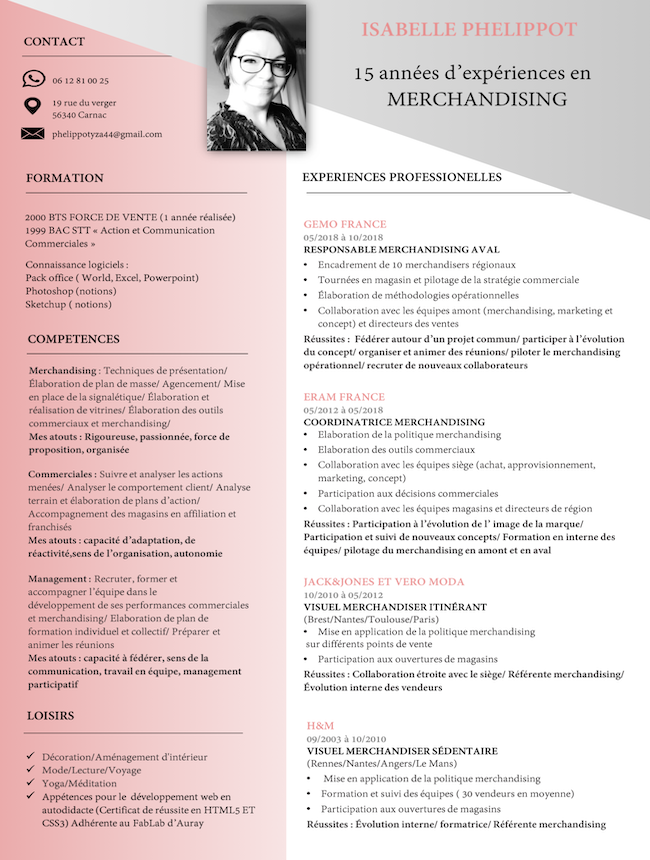 ISABELLE PHELIPPOT
15 années d'expériences en
MERCHANDISING
CONTACT
06 12 81 00 25
19 rue du verger
56340 Carnac
phelippotyza44@gmail.com
FORMATION
2000 BTS FORCE DE VENTE (1 année réalisée)
1999 BAC STT « Action et Communication
Commerciales »
Connaissance logiciels :
Pack office ( World, Excel, Powerpoint)
Photoshop (notions)
Sketchup ( notions)
COMPETENCES
Merchandising : Techniques de présentation/
Élaboration de plan de masse/ Agencement/ Mise
en place de la signalétique/ Élaboration et
réalisation de vitrines/ Élaboration des outils
commerciaux et merchandising/
Mes atouts : Rigoureuse, passionnée, force de
proposition, organisée
Commerciales : Suivre et analyser les actions
menées/ Analyser le comportement client/ Analyse
terrain et élaboration de plans d'action/
Accompagnement des magasins en affiliation et
franchisés
Mes atouts : capacité d'adaptation, de
réactivité,sens de l'organisation, autonomie
Management : Recruter, former et
accompagner l'équipe dans le
développement de ses performances commerciales
et merchandising/ Elaboration de plan de
formation individuel et collectif/ Préparer et
animer les réunions
Mes atouts : capacité à fédérer, sens de la
communication, travail en équipe, management
participatif
LOISIRS
✓ Décoration/Aménagement d'intérieur
✓ Mode/Lecture/Voyage
✓ Yoga/Méditation
✓ Appétences pour le développement web en
autodidacte (Certificat de réussite en HTML5 ET
CSS3) Adhérente au FabLab d'Auray
EXPERIENCES PROFESSIONELLES
GEMO FRANCE
05/2018 à 10/2018
RESPONSABLE MERCHANDISING AVAL
• Encadrement de 10 merchandisers régionaux
• Tournées en magasin et pilotage de la stratégie commerciale
• Élaboration de méthodologies opérationnelles
• Collaboration avec les équipes amont (merchandising, marketing et
concept) et directeurs des ventes
Réussites : Fédérer autour d'un projet commun/ participer à l'évolution
du concept/ organiser et animer des réunions/ piloter le merchandising
opérationnel/ recruter de nouveaux collaborateurs
ERAM FRANCE
05/2012 à 05/2018
COORDINATRICE MERCHANDISING
• Elaboration de la politique merchandising
• Elaboration des outils commerciaux
• Collaboration avec les équipes siège (achat, approvisionnement,
marketing, concept)
• Participation aux décisions commerciales
• Collaboration avec les équipes magasins et directeurs de région
Réussites : Participation à l'évolution de l' image de la marque/
Participation et suivi de nouveaux concepts/ Formation en interne des
équipes/ pilotage du merchandising en amont et en aval
JACK&JONES ET VERO MODA
10/2010 à 05/2012
VISUEL MERCHANDISER ITINÉRANT
(Brest/Nantes/Toulouse/Paris)
• Mise en application de la politique merchandising
sur différents points de vente
• Participation aux ouvertures de magasins
Réussites : Collaboration étroite avec le siège/ Référente merchandising/
Évolution interne des vendeurs
H&M
09/2003 à 10/2010
VISUEL MERCHANDISER SÉDENTAIRE
(Rennes/Nantes/Angers/Le Mans)
• Mise en application de la politique merchandising
• Formation et suivi des équipes ( 30 vendeurs en moyenne)
• Participation aux ouvertures de magasins
Réussites : Évolution interne/ formatrice/ Référente merchandising